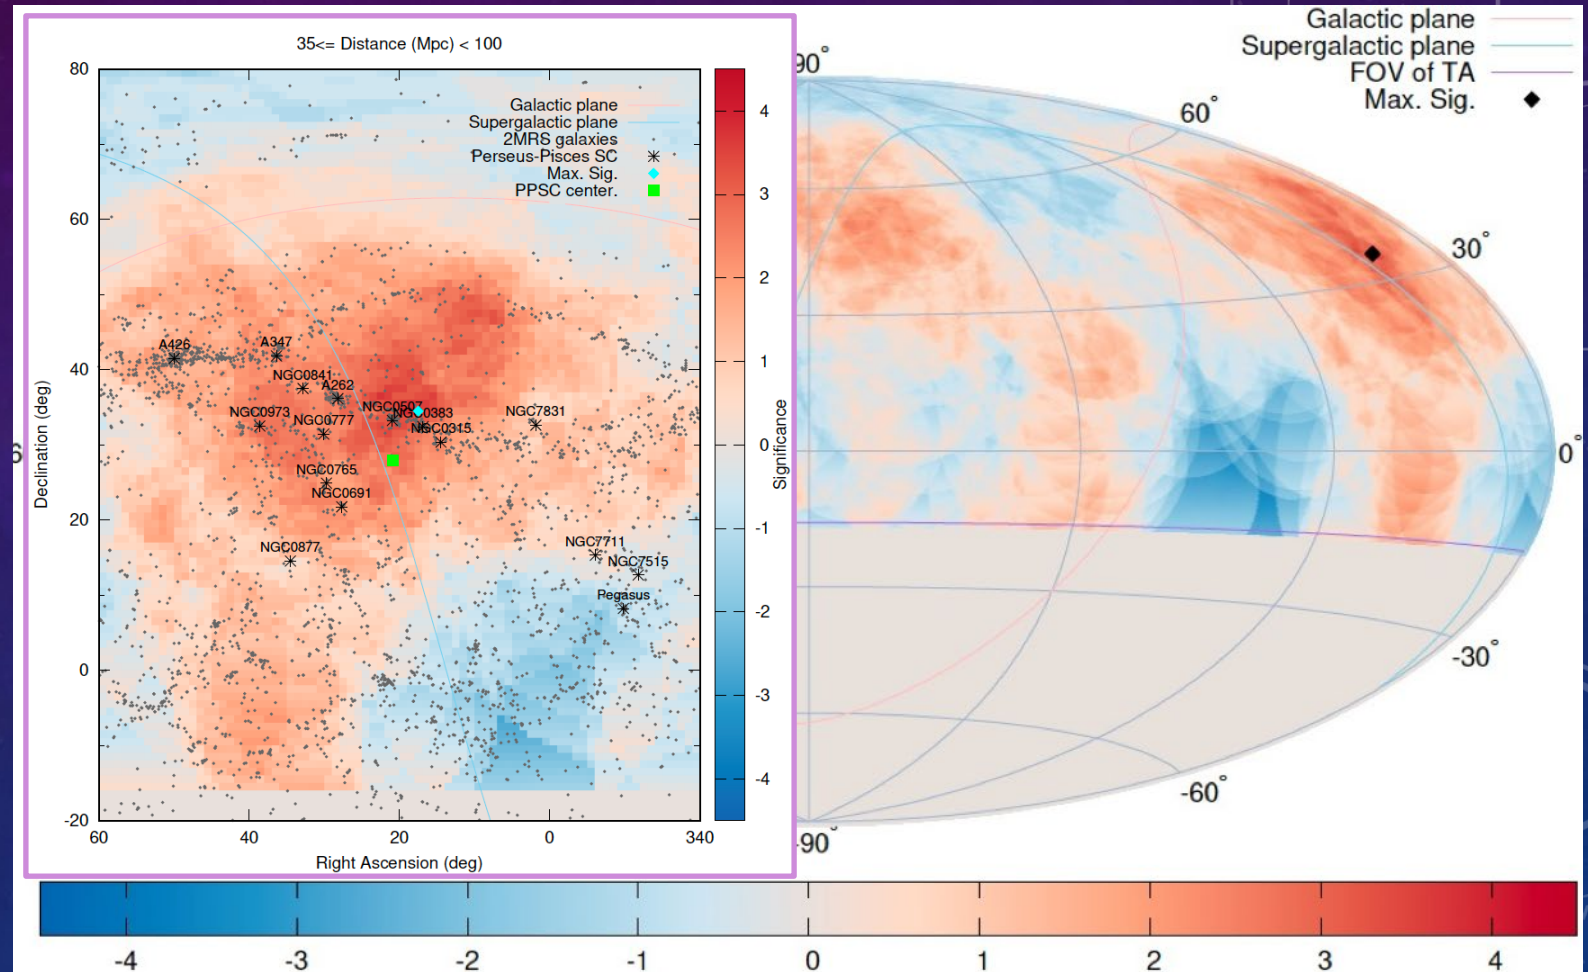 35<= Distance (Mpc) < 100
80
60
40
20
0
-20
Declination (deg)
60
40
20
0
340
Right Ascension (deg)
Galactic plane
Supergalactic plane
2MRS galaxies
Perseus-Pisces SC
Max. Sig.
PPSC center.
A426
A347
NGC0841
A262
NGC0973
NGC0777
NGC0507
NGC0383
NGC0315
NGC7831
NGC0765
NGC0691
NGC0877
NGC7711
NGC7515
Pegasus
4
3
2
1
0
-1
-2
-3
-4
Significance
Galactic plane
Supergalactic plane
FOV of TA
Max. Sig.
90°
60°
30°
0°
-30°
-60°
-90°
6
-4
-3
-2
-1
0
1
2
3
4